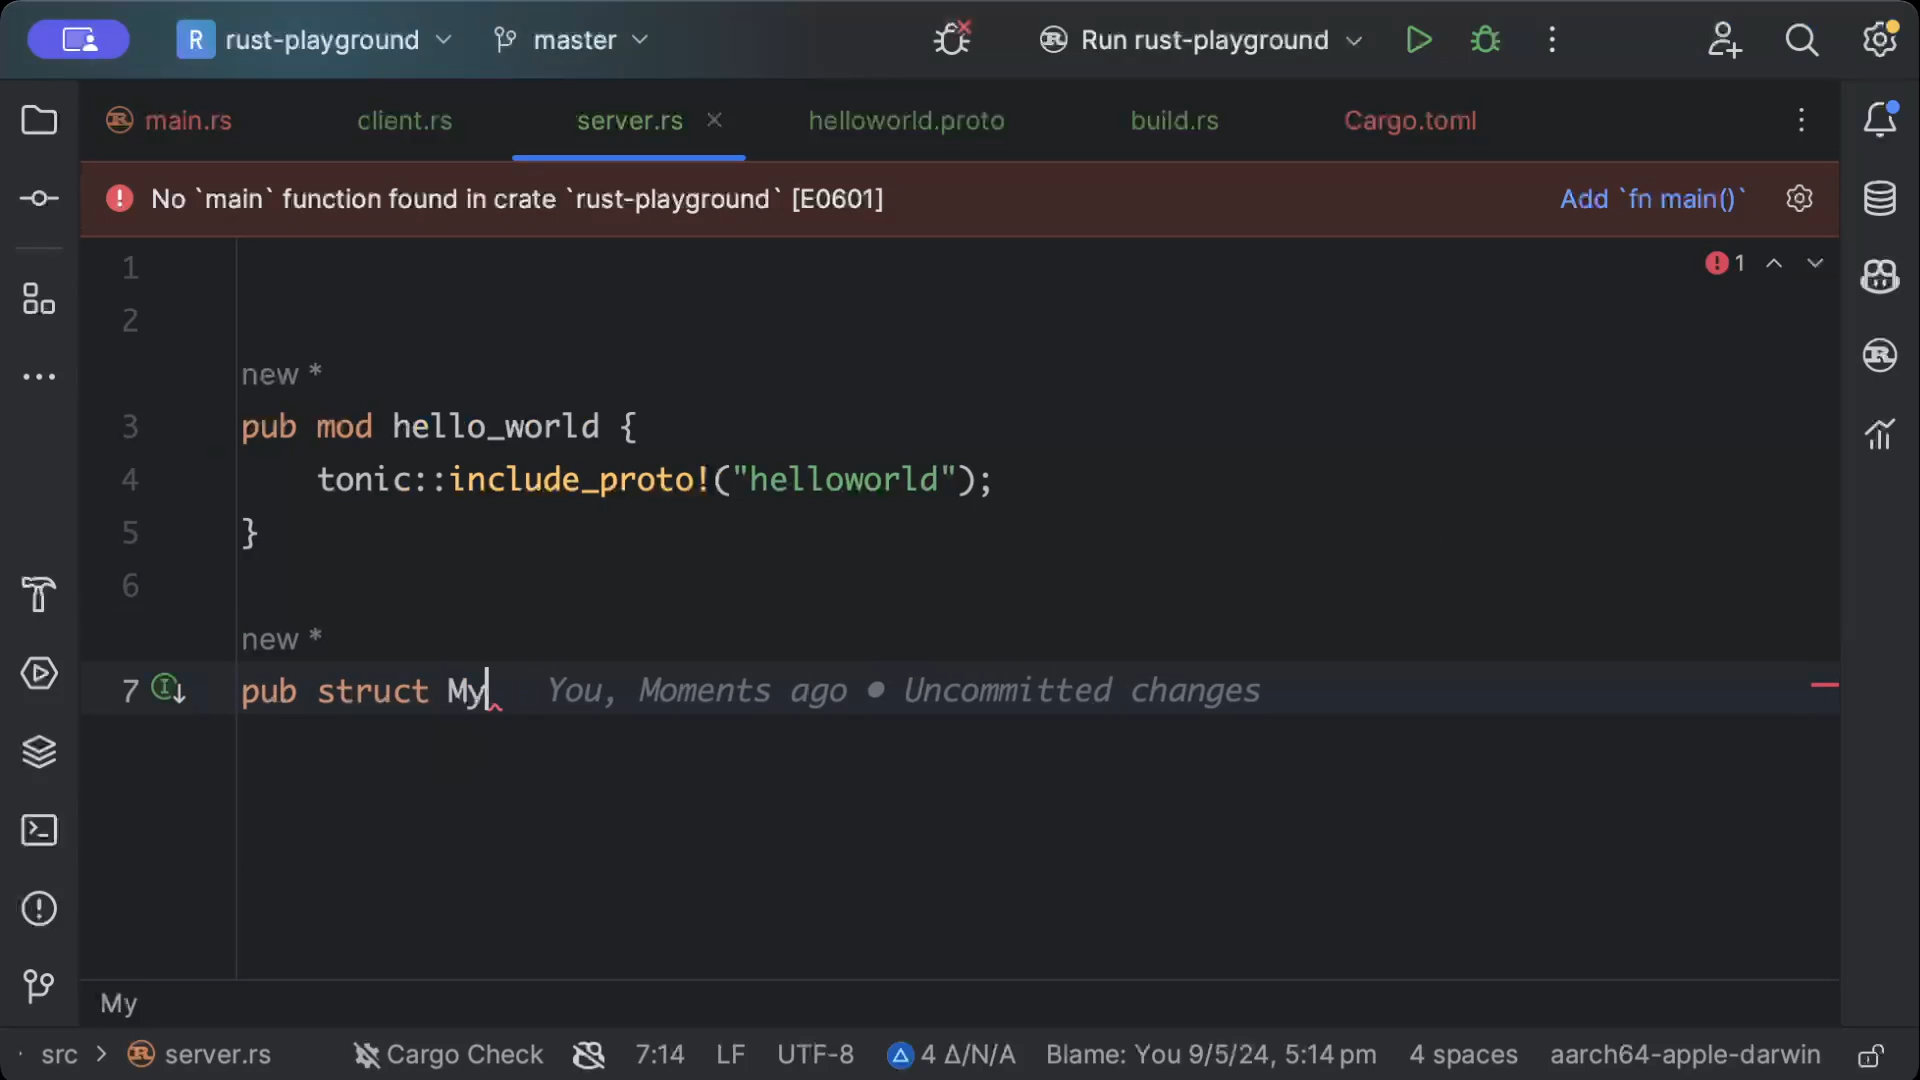 R rust-playground master Run rust-playground
main.rs client.rs server.rs helloworld.proto build.rs Cargo.toml
No `main` function found in crate `rust-playground` [E0601] Add `fn main()`
1 1
2
new *
3 pub mod hello_world {
4 tonic::include_proto!("helloworld");
5 }
6
new *
7 pub struct My You, Moments ago • Uncommitted changes
My
src > server.rs Cargo Check 7:14 LF UTF-8 4 Δ/N/A Blame: You 9/5/24, 5:14 pm 4 spaces aarch64-apple-darwin